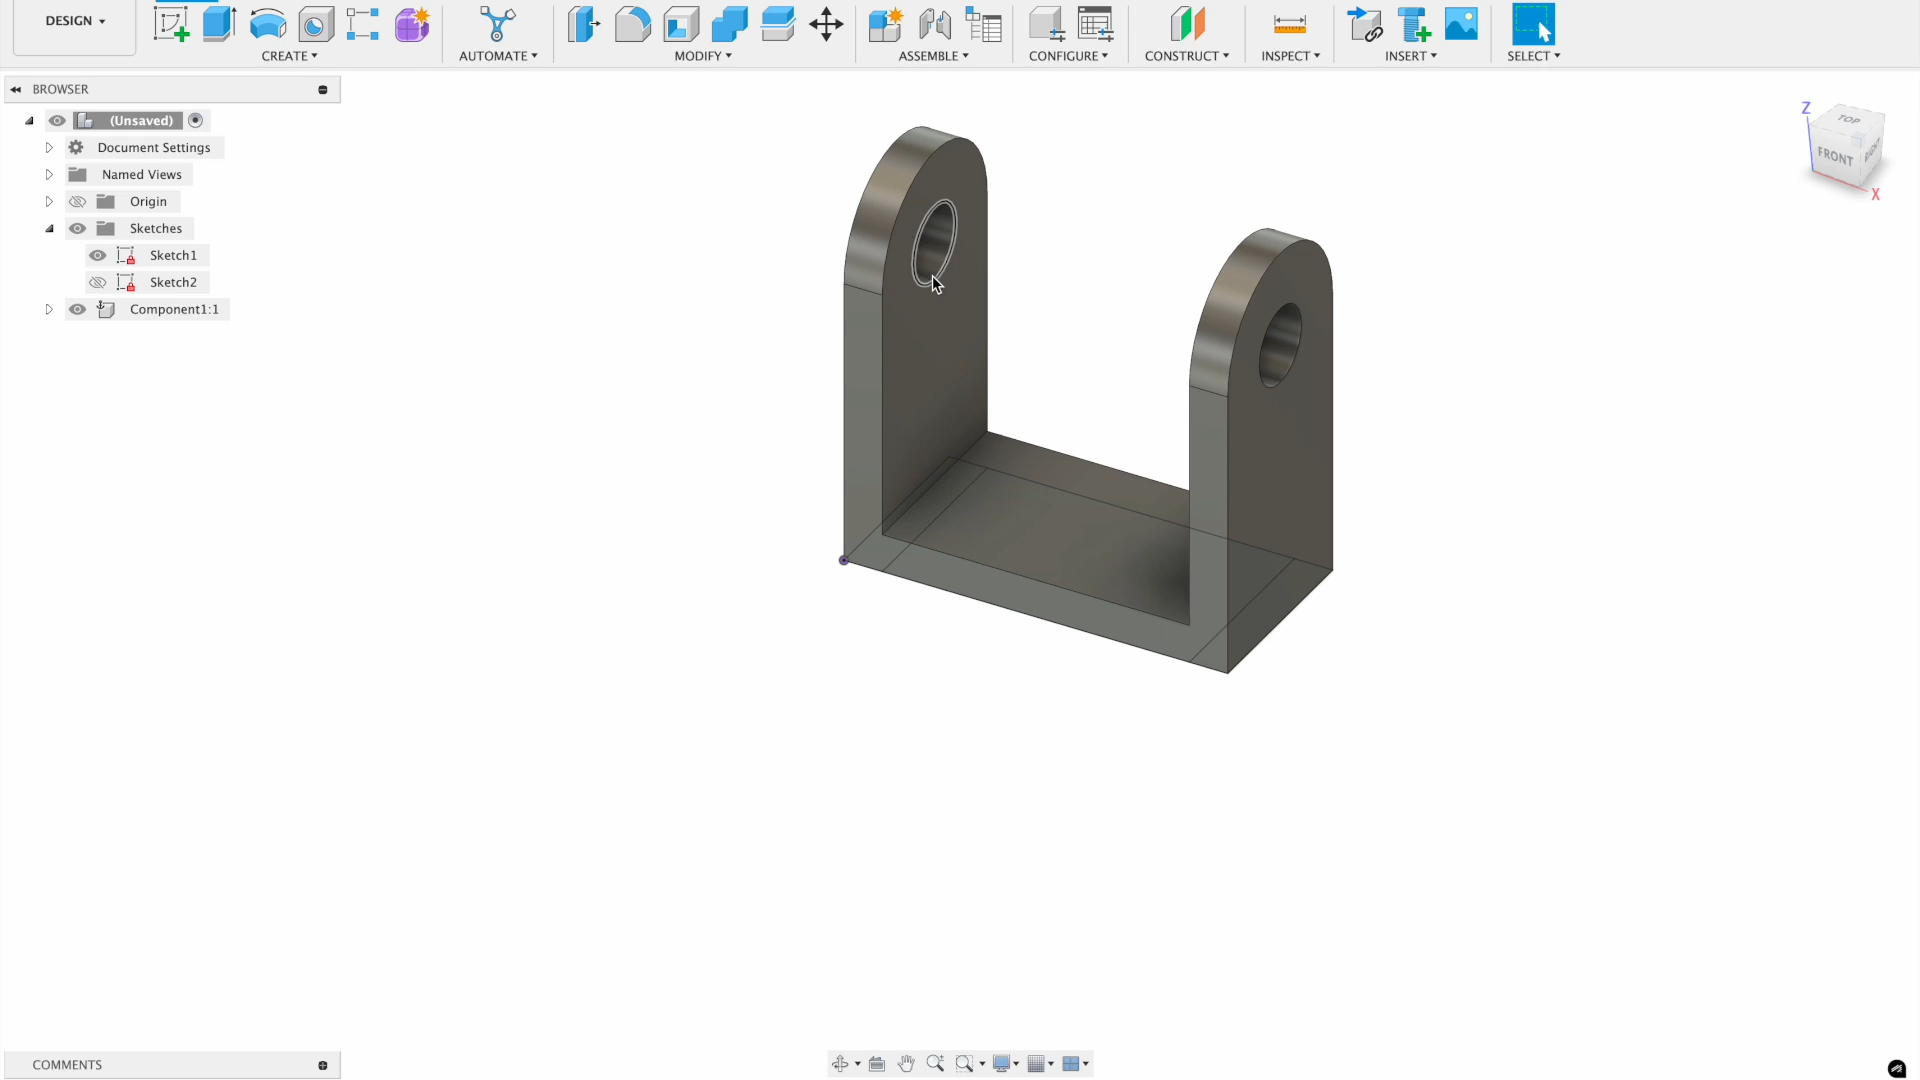 DESIGN
CREATE
AUTOMATE
MODIFY
ASSEMBLE
CONFIGURE
CONSTRUCT
INSPECT
INSERT
SELECT
BROWSER
(Unsaved)
Document Settings
Named Views
Origin
Sketches
Sketch1
Sketch2
Component1:1
Z
TOP
FRONT
RIGHT
X
COMMENTS